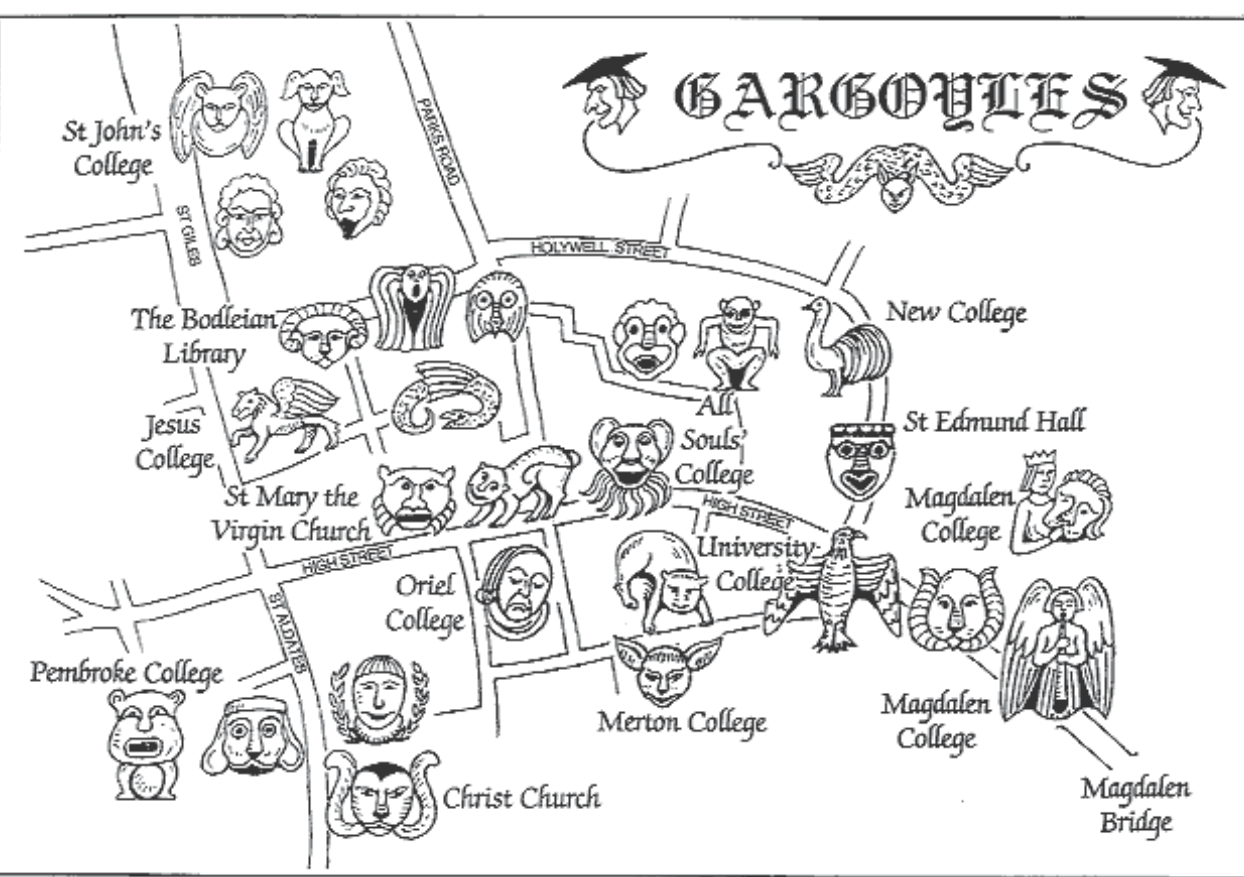 GARGOYLES
St John's
College
PARKS ROAD
ST GILES
HOLYWELL STREET
The Bodleian
Library
New College
Jesus
College
All
Souls'
College
St Edmund Hall
St Mary the
Virgin Church
HIGH STREET
Magdalen
College
HIGH STREET
University
College
Oriel
College
ST ALDATES
Pembroke College
Merton College
Magdalen
College
Christ Church
Magdalen
Bridge